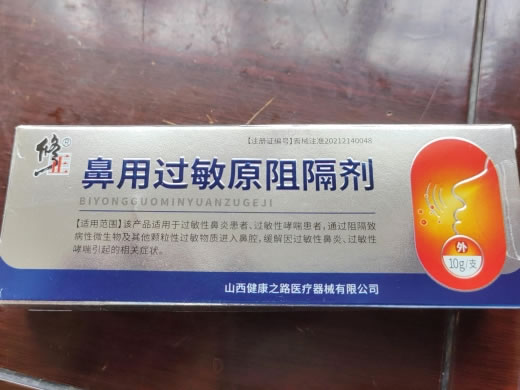 【注册证编号】晋械注准20212140048
修正
鼻用过敏原阻隔剂
BIYONGGUOMINYUANZUGEJI
【适用范围】该产品适用于过敏性鼻炎患者、过敏性哮喘患者，通过阻隔致
病性微生物及其他颗粒性过敏物质进入鼻腔，缓解因过敏性鼻炎、过敏性
哮喘引起的相关症状。
外
10g/支
山西健康之路医疗器械有限公司